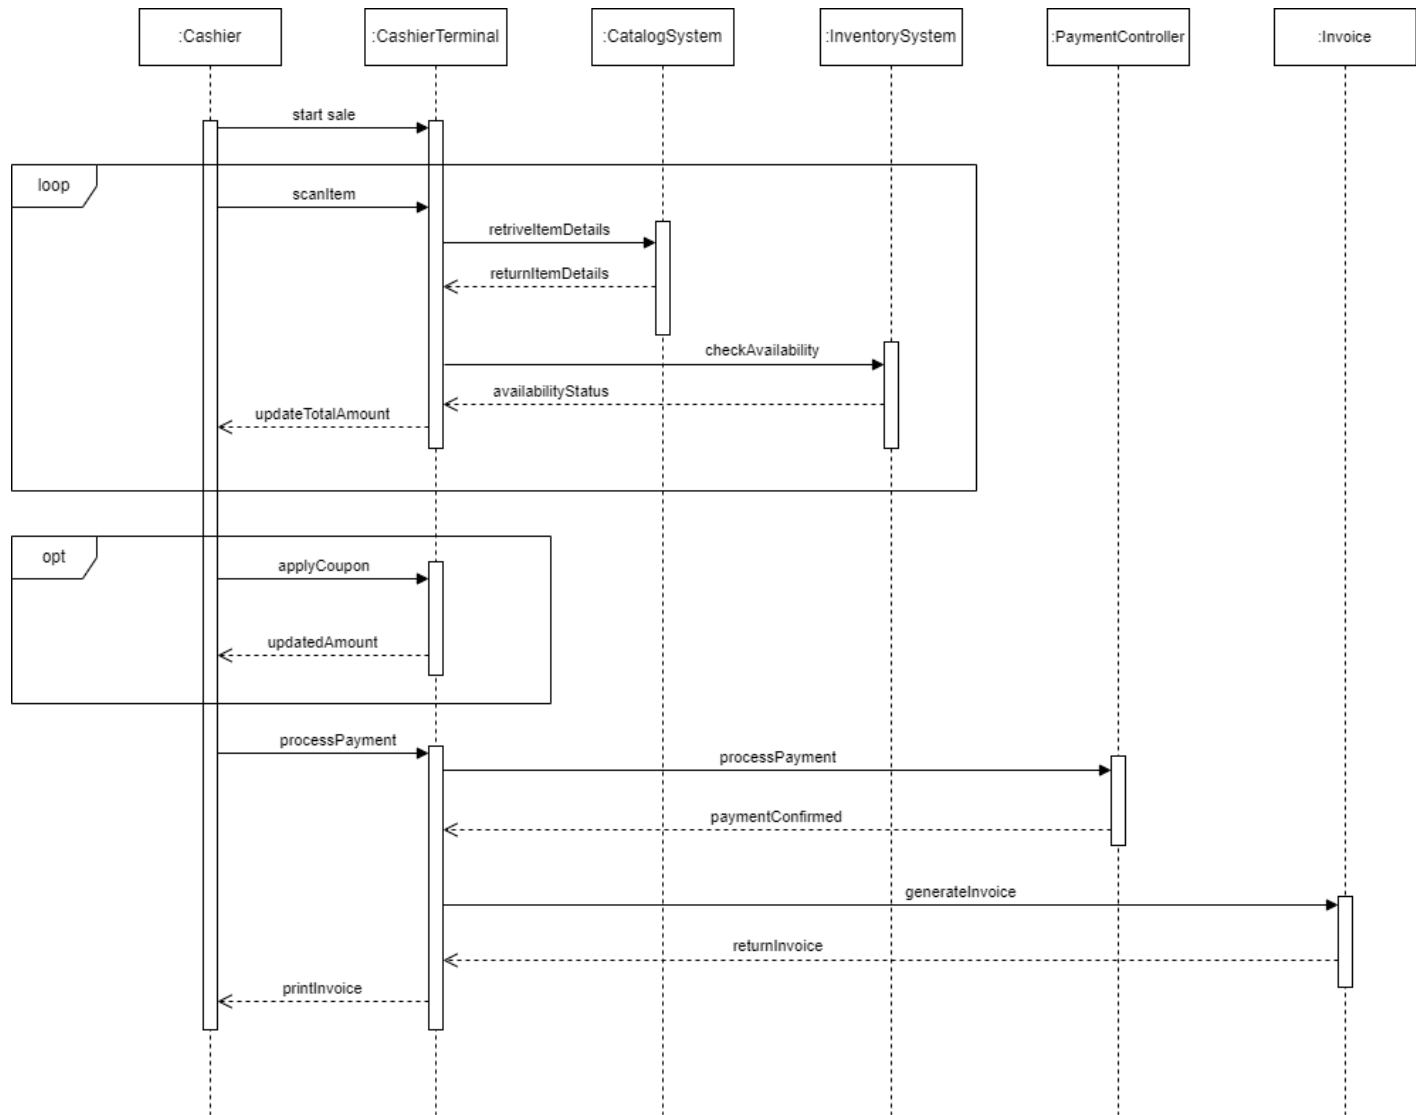 :Cashier
:CashierTerminal
:CatalogSystem
:InventorySystem
:PaymentController
:Invoice
start sale
loop
scanItem
retriveItemDetails
returnItemDetails
checkAvailability
availabilityStatus
updateTotalAmount
opt
applyCoupon
updatedAmount
processPayment
processPayment
paymentConfirmed
generateInvoice
returnInvoice
printInvoice